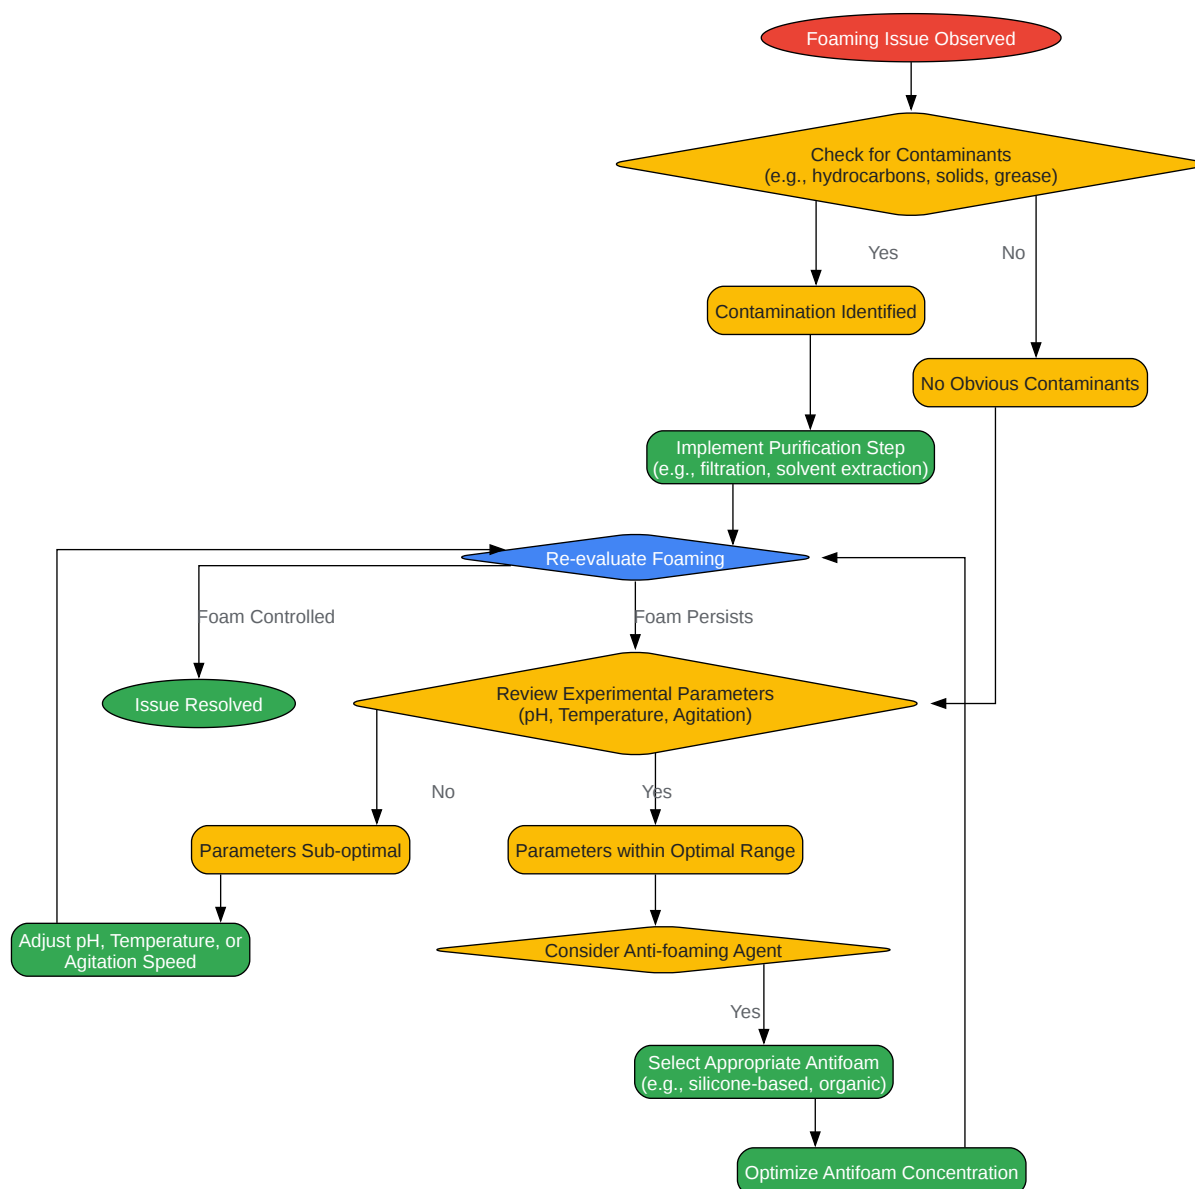 Foaming Issue Observed
Check for Contaminants
(e.g., hydrocarbons, solids, grease)
Yes
No
Contamination Identified
No Obvious Contaminants
Implement Purification Step
(e.g., filtration, solvent extraction)
Re-evaluate Foaming
Foam Controlled
Foam Persists
Issue Resolved
Review Experimental Parameters
(pH, Temperature, Agitation)
No
Yes
Parameters Sub-optimal
Parameters within Optimal Range
Adjust pH, Temperature, or
Agitation Speed
Consider Anti-foaming Agent
Yes
Select Appropriate Antifoam
(e.g., silicone-based, organic)
Optimize Antifoam Concentration